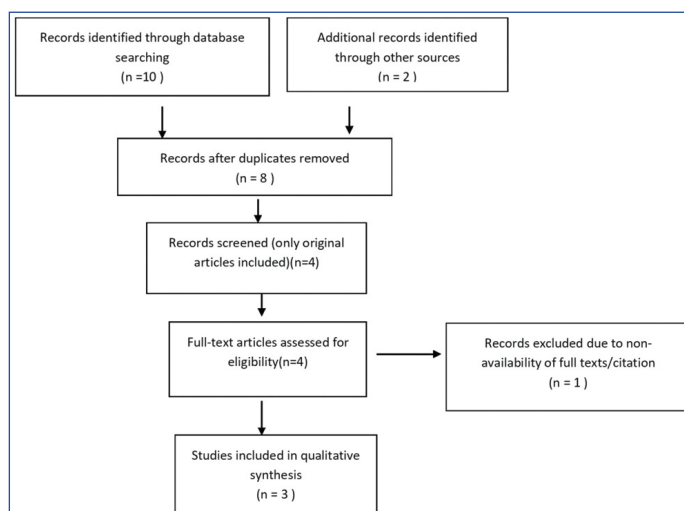 Records identified through database
searching
(n =10 )
Additional records identified
through other sources
(n = 2 )
Records after duplicates removed
(n = 8 )
Records screened (only original
articles included)(n=4)
Full-text articles assessed for
eligibility(n=4)
Records excluded due to non-
availability of full texts/citation
(n = 1 )
Studies included in qualitative
synthesis
(n = 3 )